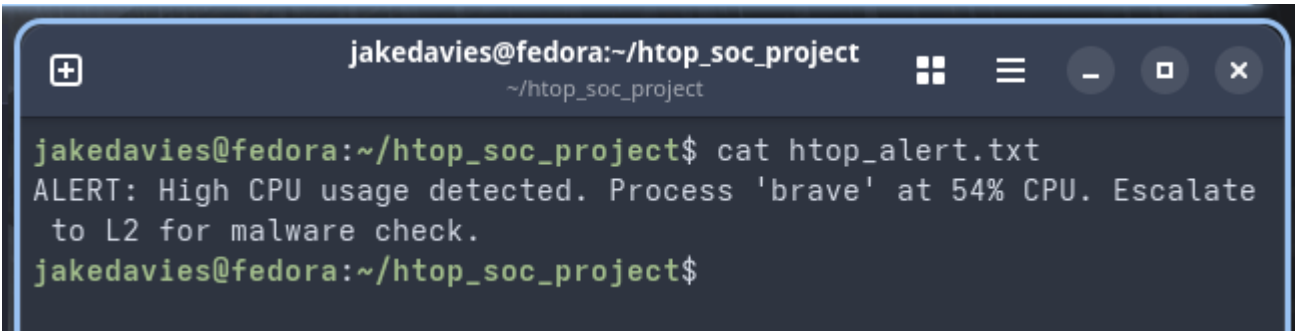 jakedavies@fedora:~/htop_soc_project
~/htop_soc_project
jakedavies@fedora:~/htop_soc_project$ cat htop_alert.txt
ALERT: High CPU usage detected. Process 'brave' at 54% CPU. Escalate
 to L2 for malware check.
jakedavies@fedora:~/htop_soc_project$